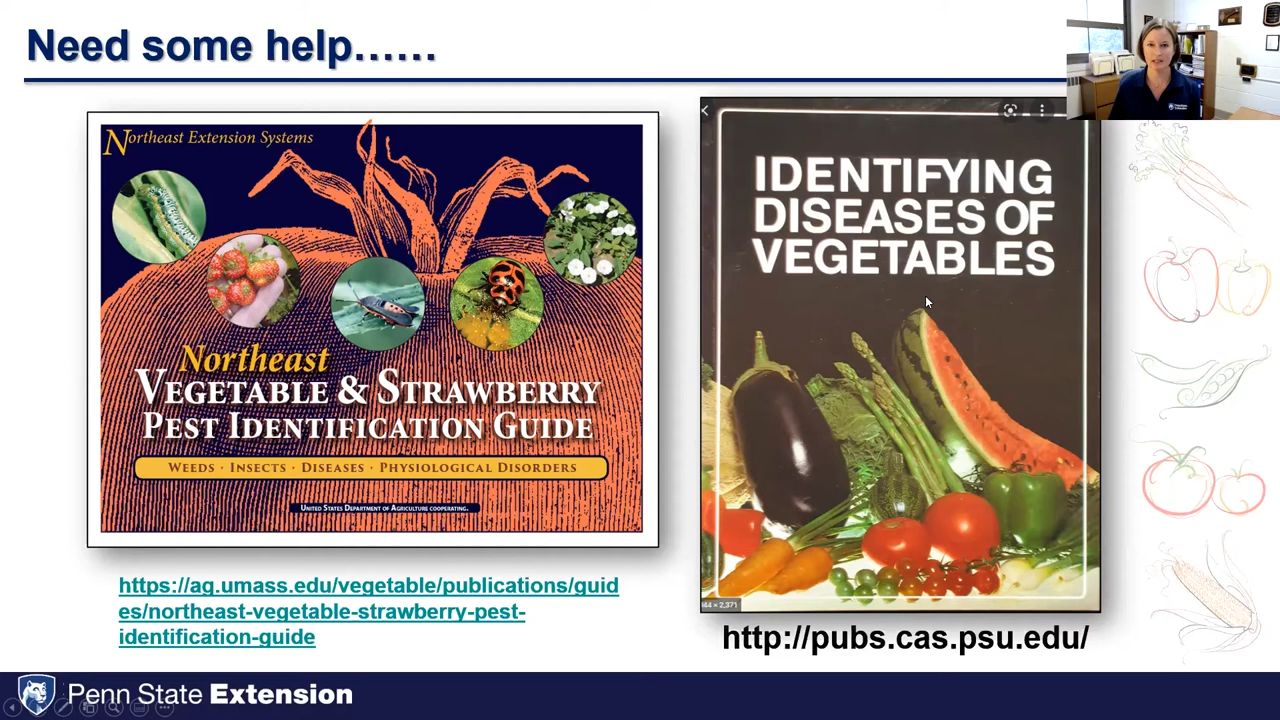 Need some help……
Northeast Extension Systems
Northeast
VEGETABLE & STRAWBERRY
PEST IDENTIFICATION GUIDE
WEEDS · INSECTS · DISEASES · PHYSIOLOGICAL DISORDERS
UNITED STATES DEPARTMENT OF AGRICULTURE COOPERATING.
https://ag.umass.edu/vegetable/publications/guid
es/northeast-vegetable-strawberry-pest-
identification-guide
IDENTIFYING
DISEASES OF
VEGETABLES
http://pubs.cas.psu.edu/
Penn State Extension